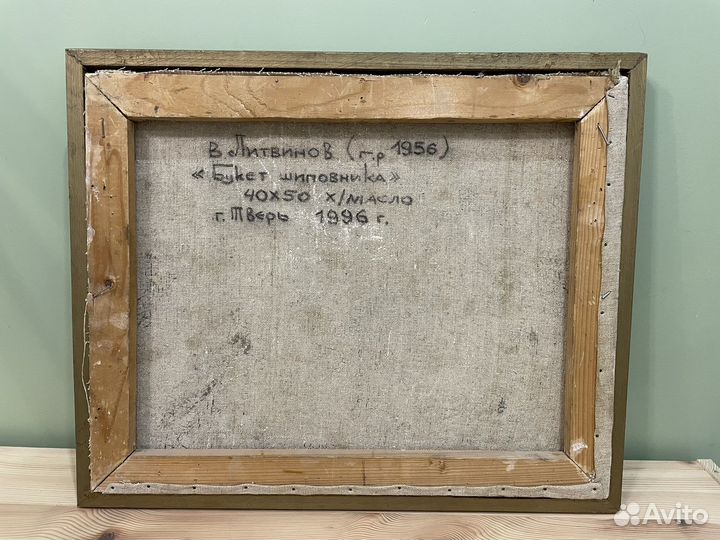 В. Литвинов (г.р 1956)
«Букет шиповника»
40х50 х/масло
г. Тверь 1996 г.
Avito